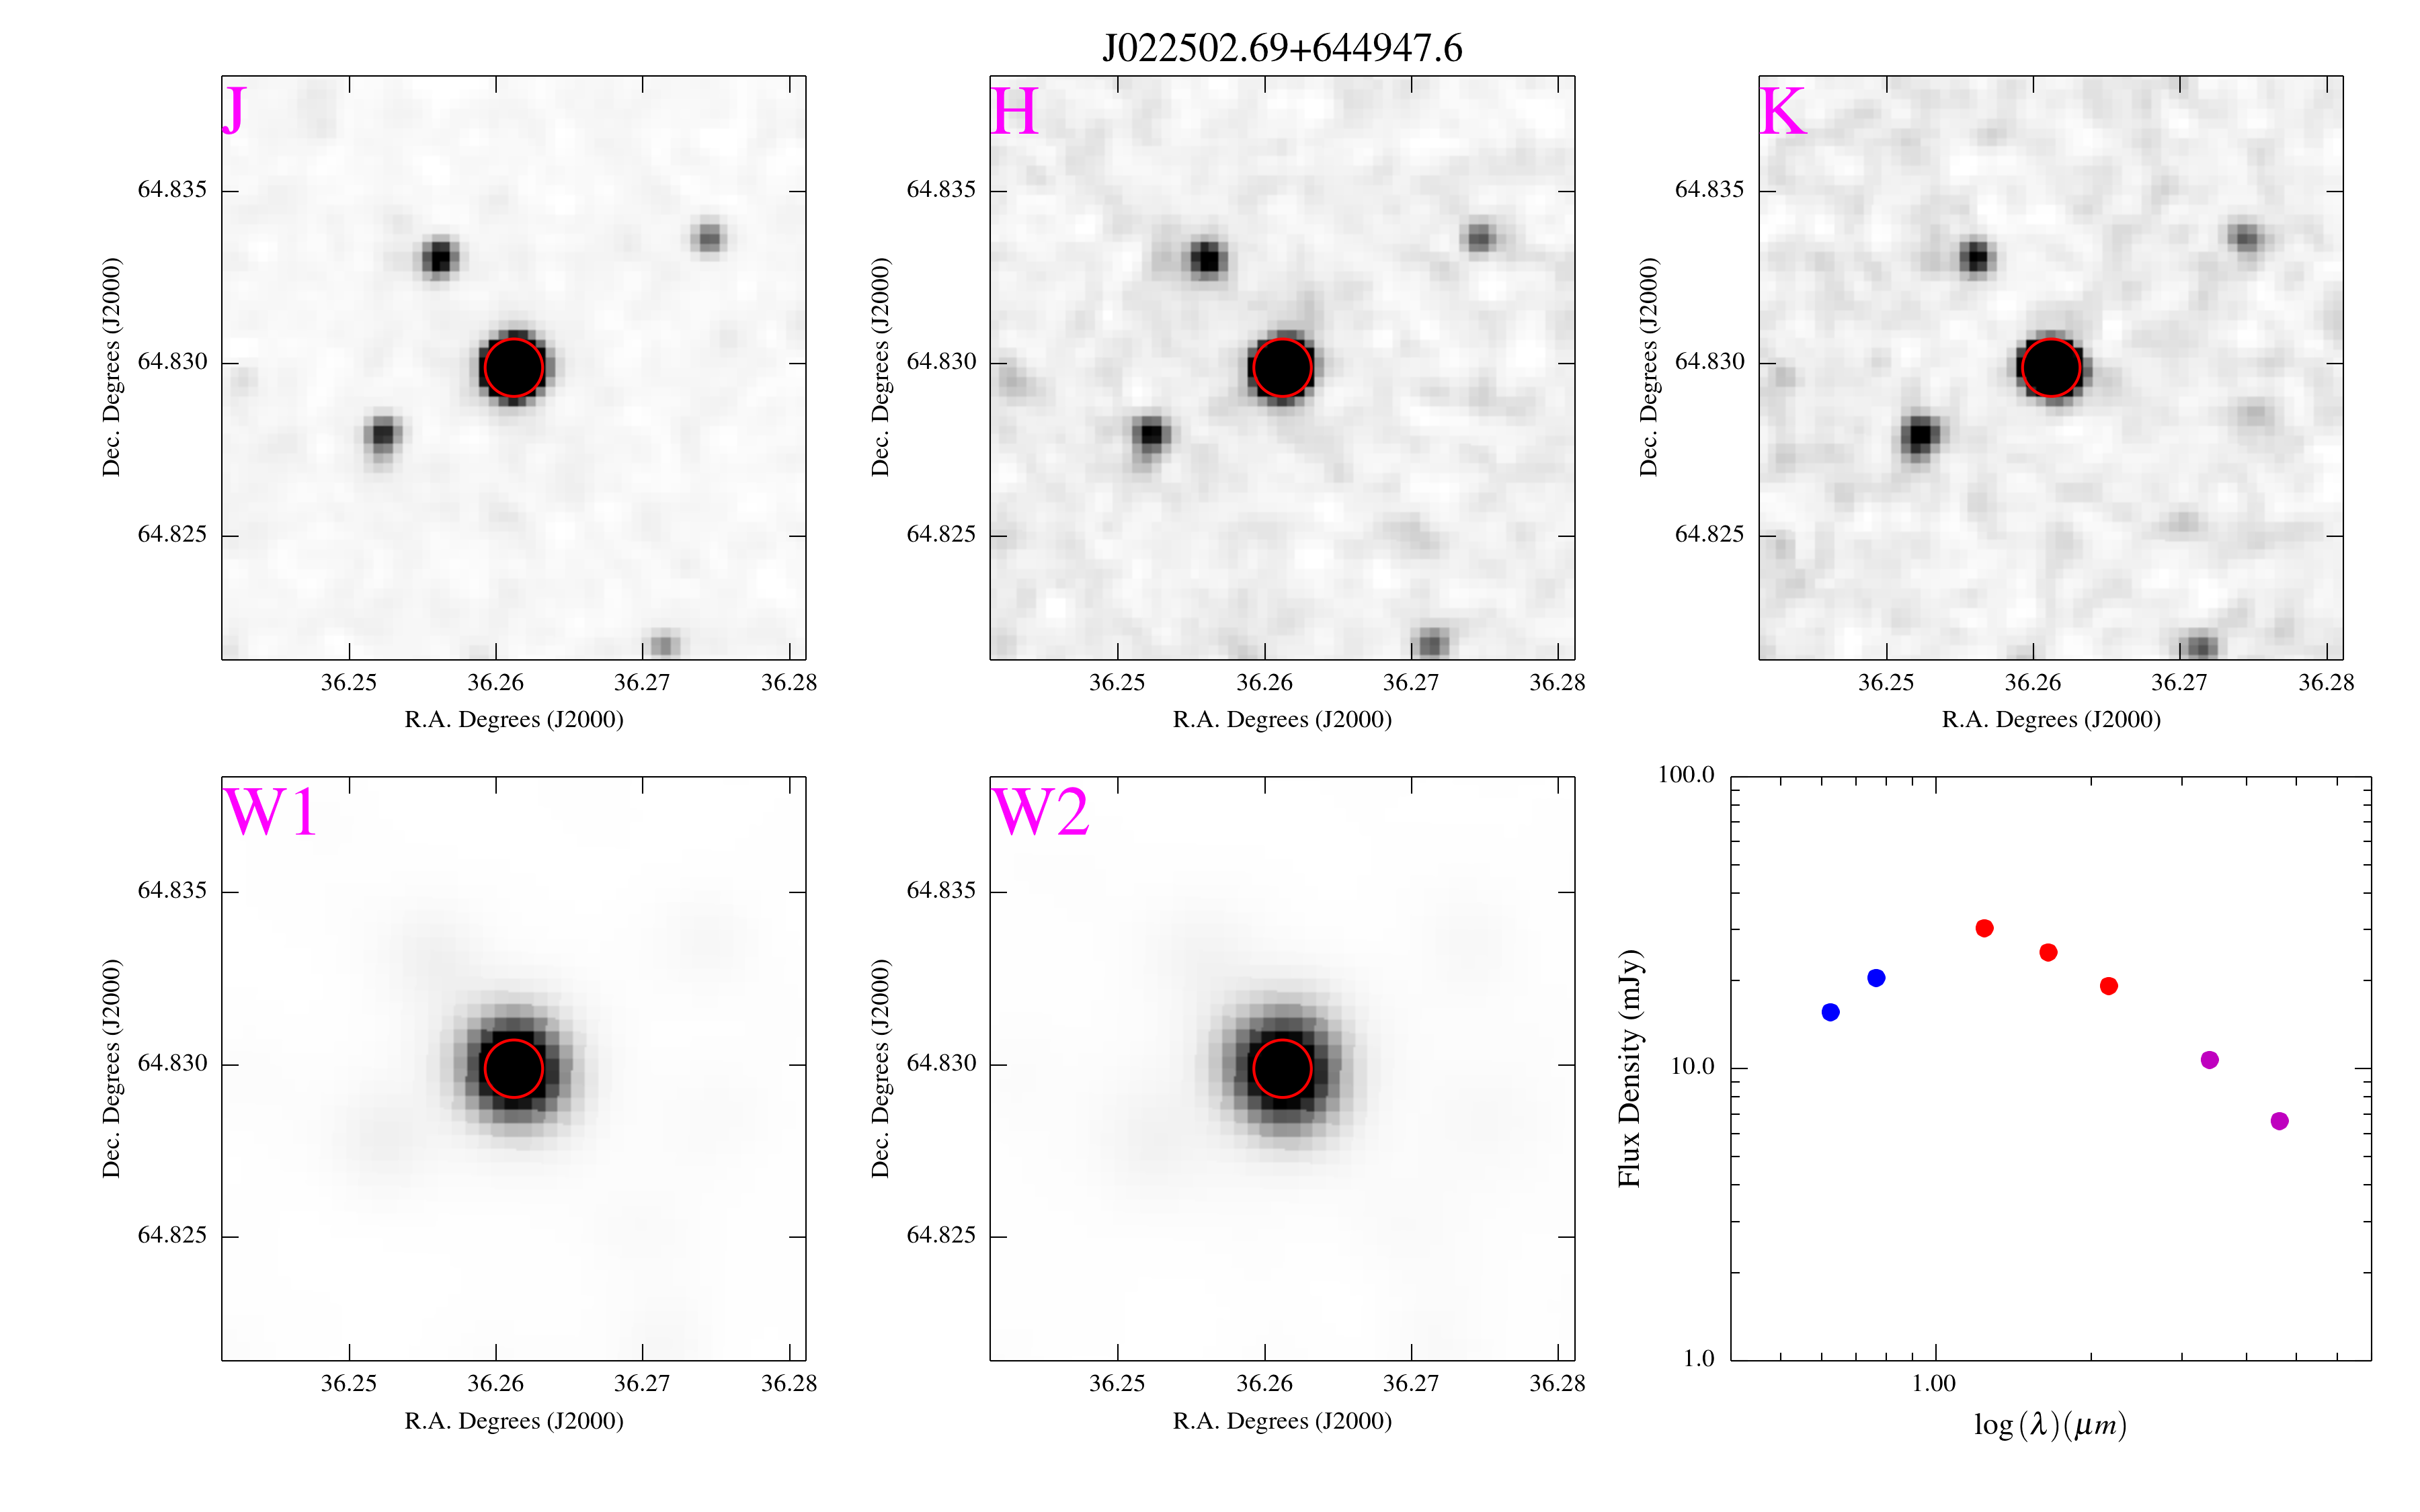 J022502.69+644947.6
J
64.835
64.830
64.825
Dec. Degrees (J2000)
36.25 36.26 36.27 36.28
R.A. Degrees (J2000)
H
64.835
64.830
64.825
Dec. Degrees (J2000)
36.25 36.26 36.27 36.28
R.A. Degrees (J2000)
K
64.835
64.830
64.825
Dec. Degrees (J2000)
36.25 36.26 36.27 36.28
R.A. Degrees (J2000)
W1
64.835
64.830
64.825
Dec. Degrees (J2000)
36.25 36.26 36.27 36.28
R.A. Degrees (J2000)
W2
64.835
64.830
64.825
Dec. Degrees (J2000)
36.25 36.26 36.27 36.28
R.A. Degrees (J2000)
100.0
10.0
1.0
Flux Density (mJy)
1.00
log (λ)(μm)